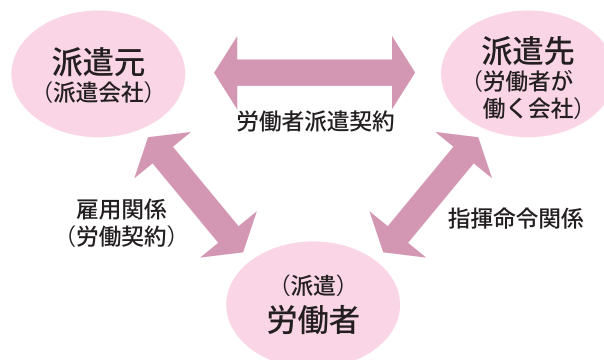 派遣元
（派遣会社）
派遣先
（労働者が
働く会社）
労働者派遣契約
雇用関係
（労働契約）
指揮命令関係
（派遣）
労働者